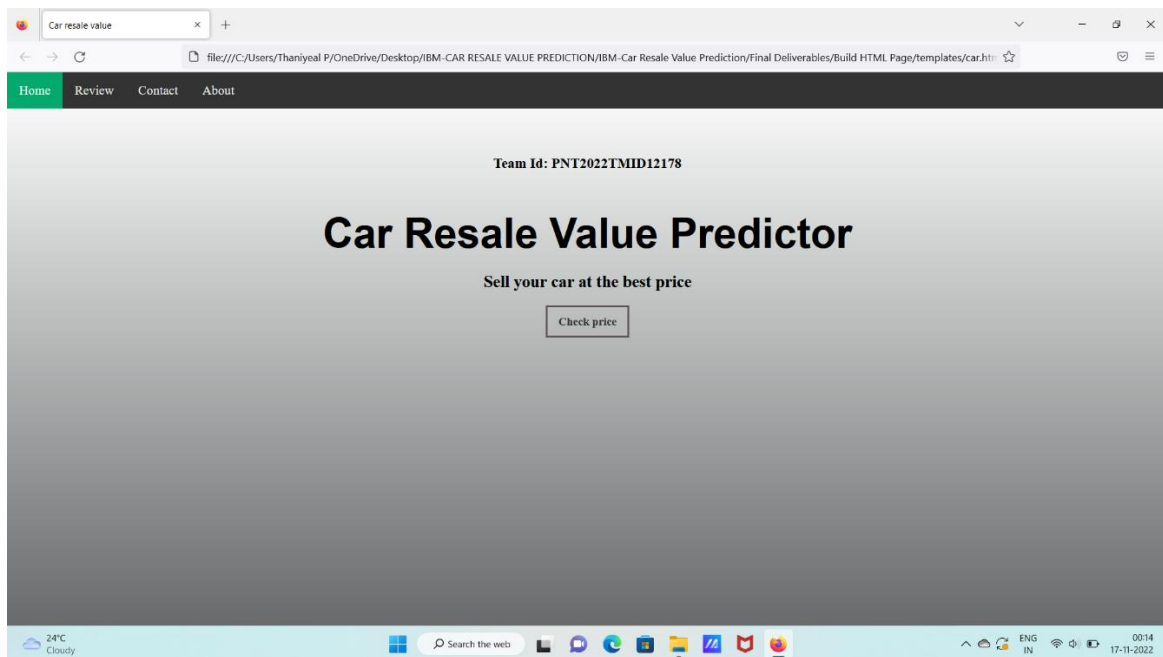 Car resale value
file:///C:/Users/Thaniyeal P/OneDrive/Desktop/IBM-CAR RESALE VALUE PREDICTION/IBM-Car Resale Value Prediction/Final Deliverables/Build HTML Page/templates/car.htm
Home Review Contact About
Team Id: PNT2022TMID12178
Car Resale Value Predictor
Sell your car at the best price
Check price
24°C
Cloudy
Search the web
ENG
IN
00:14
17-11-2022